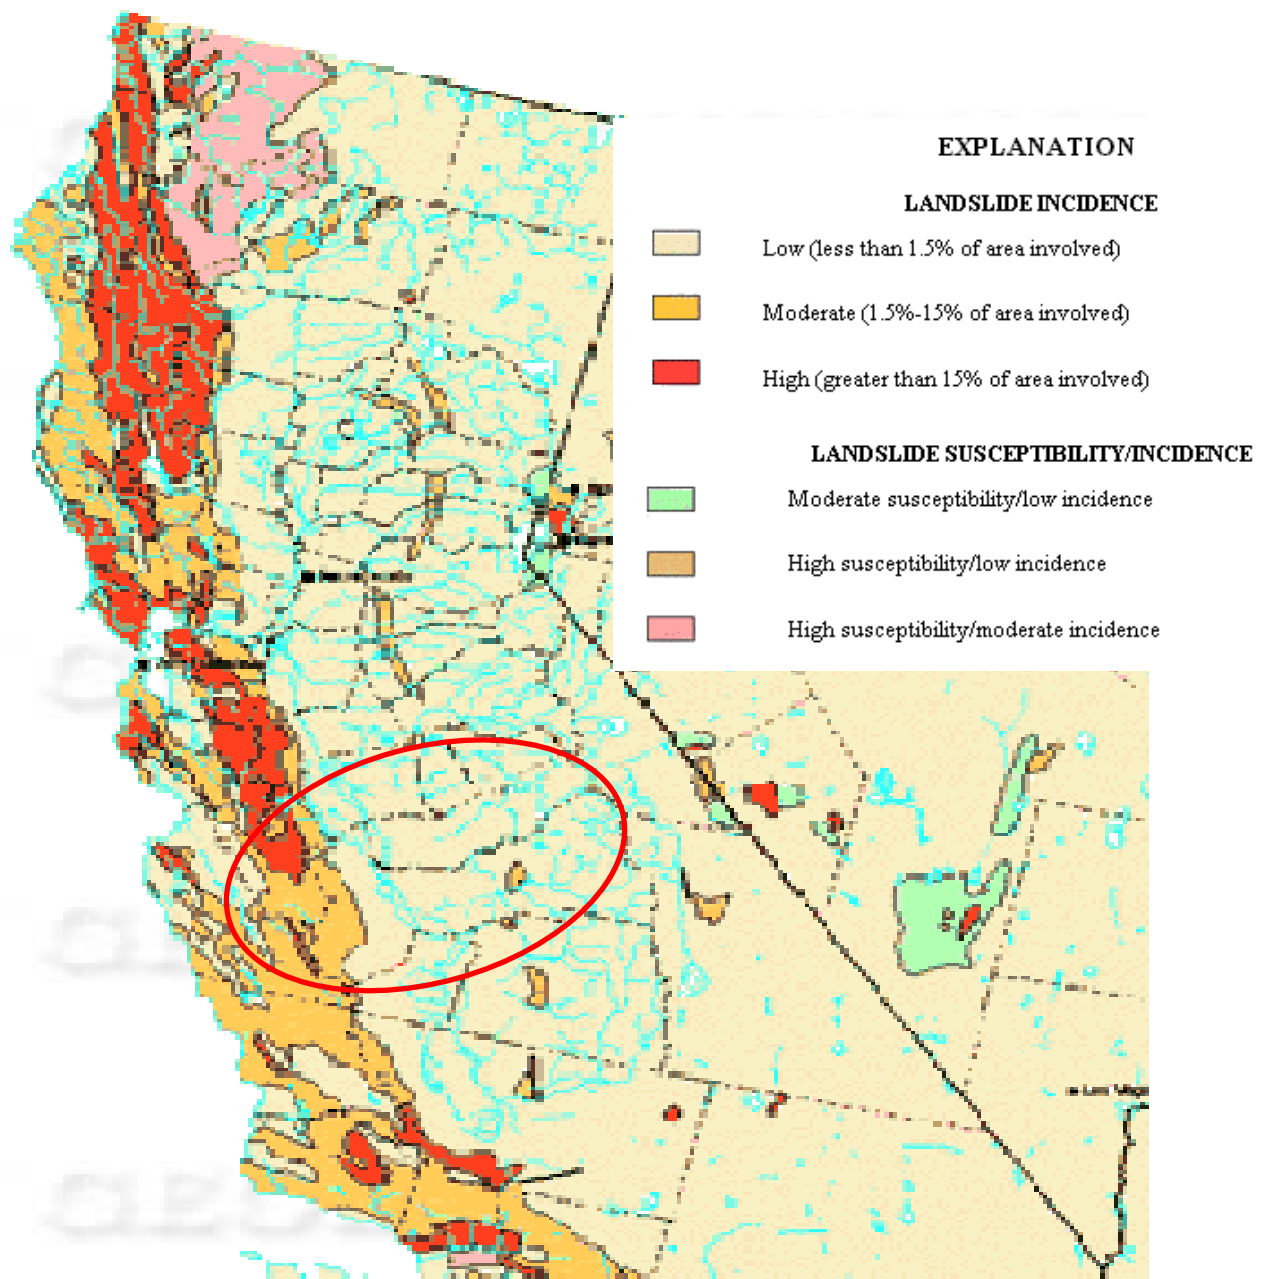 EXPLANATION
LANDSLIDE INCIDENCE
Low (less than 1.5% of area involved)
Moderate (1.5%-15% of area involved)
High (greater than 15% of area involved)
LANDSLIDE SUSCEPTIBILITY/INCIDENCE
Moderate susceptibility/low incidence
High susceptibility/low incidence
High susceptibility/moderate incidence